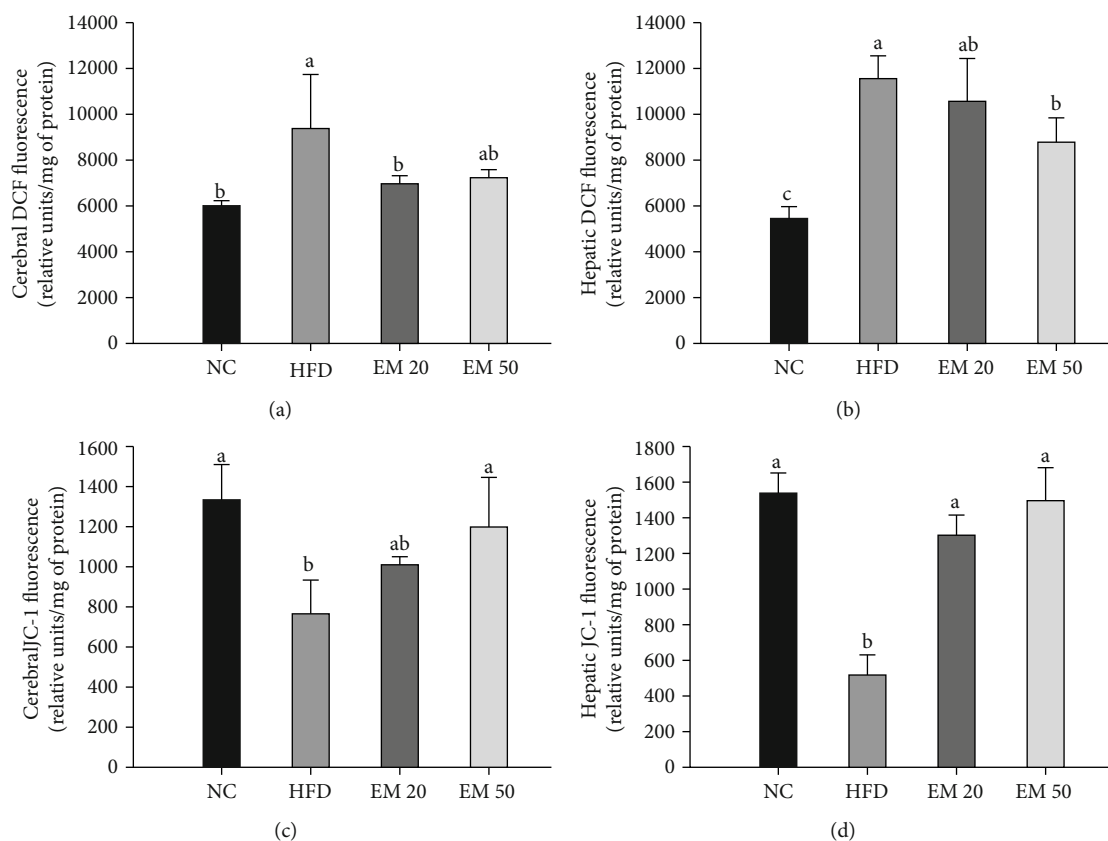 Cerebral DCF fluorescence
(relative units/mg of protein)
14000
12000
10000
8000
6000
4000
2000
0
b
a
b
ab
NC
HFD
EM 20
EM 50
(a)
Hepatic DCF fluorescence
(relative units/mg of protein)
14000
12000
10000
8000
6000
4000
2000
0
c
a
ab
b
NC
HFD
EM 20
EM 50
(b)
CerebralJC-1 fluorescence
(relative units/mg of protein)
1600
1400
1200
1000
800
600
400
200
0
a
b
ab
a
NC
HFD
EM 20
EM 50
(c)
Hepatic JC-1 fluorescence
(relative units/mg of protein)
1800
1600
1400
1200
1000
800
600
400
200
0
a
b
a
a
NC
HFD
EM 20
EM 50
(d)